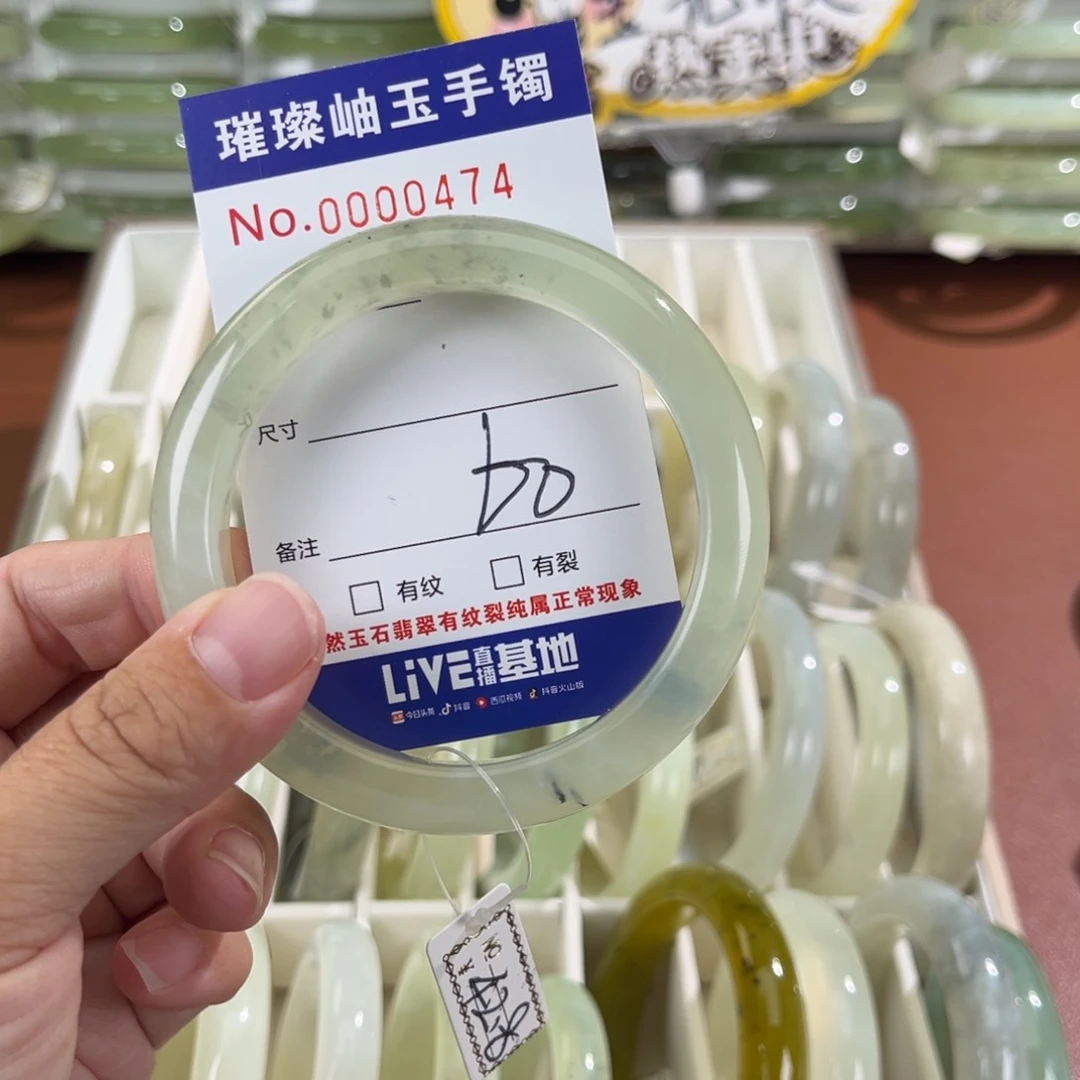 璀璨岫玉手镯
No.0000474
尺寸
备注
有纹
有裂
然玉石翡翠有纹裂纯属正常现象
LiVE直播基地
今日头条 抖音 西瓜视频 抖音火山版